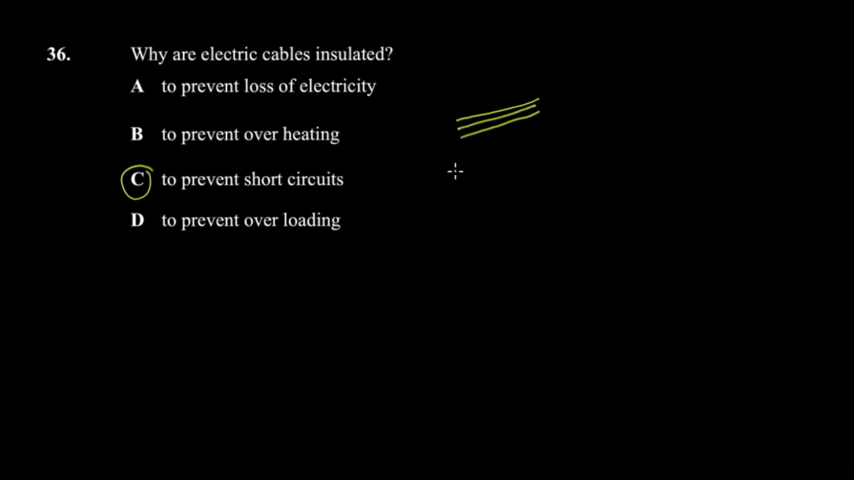 36. Why are electric cables insulated?
A to prevent loss of electricity
B to prevent over heating
C to prevent short circuits
D to prevent over loading